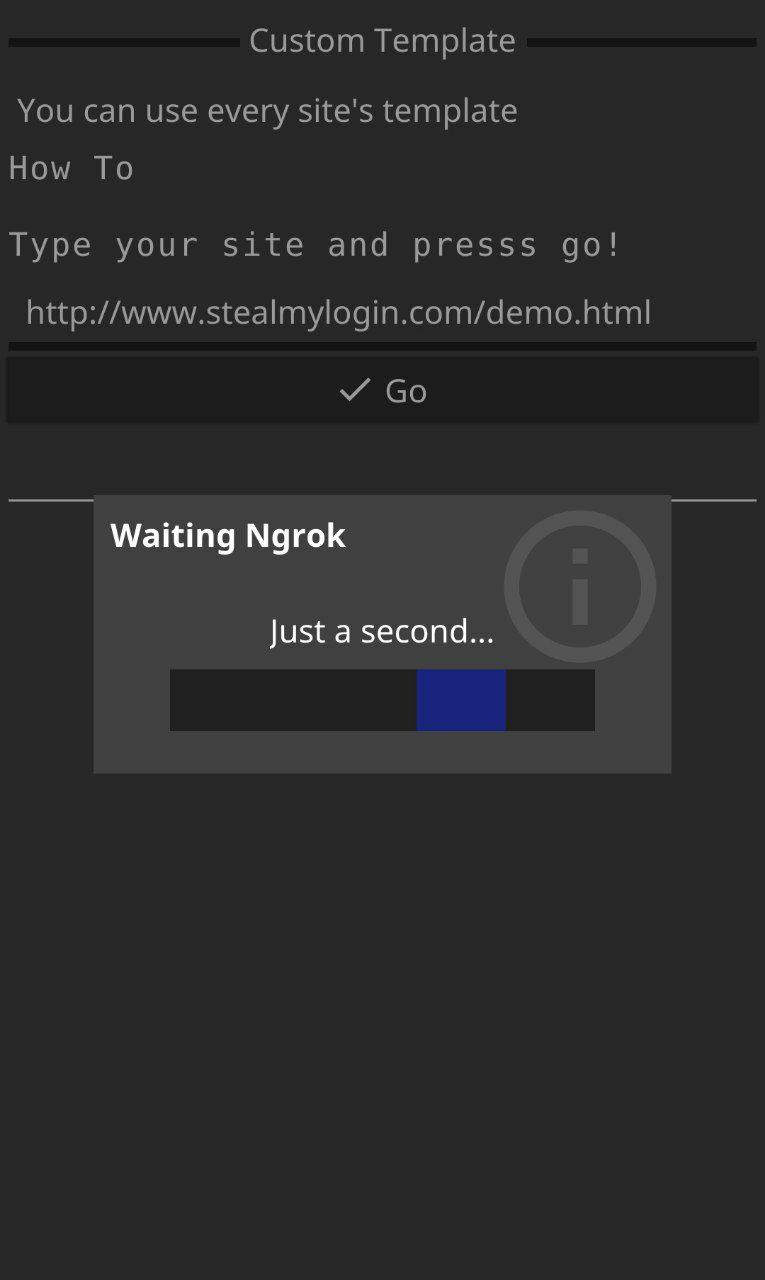 Custom Template
You can use every site's template
How To
Type your site and presss go!
http://www.stealmylogin.com/demo.html
Go
Waiting Ngrok
Just a second...